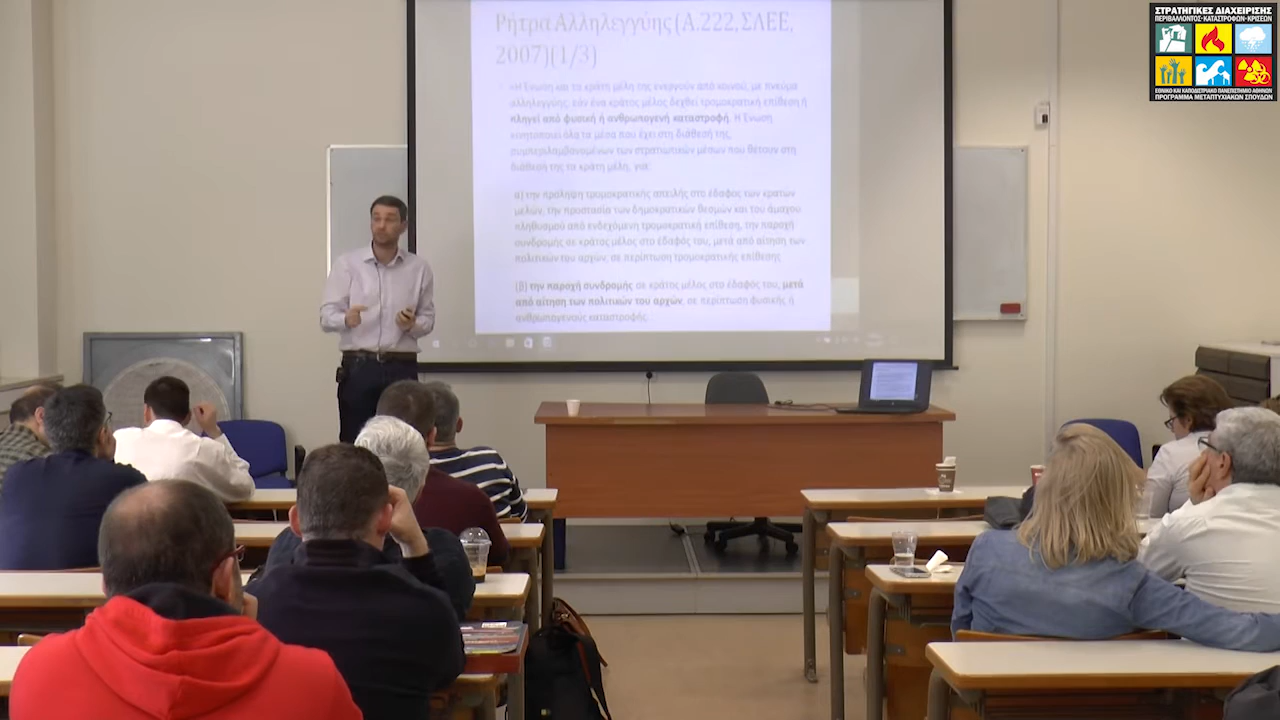 Ρήτρα Αλληλεγγύης (Α.222, ΣΛΕΕ,
2007)(1/3)
«Η Ένωση και τα κράτη μέλη της ενεργούν από κοινού, με πνεύμα
αλληλεγγύης, εάν ένα κράτος μέλος δεχθεί τρομοκρατική επίθεση ή
πληγεί από φυσική ή ανθρωπογενή καταστροφή. Η Ένωση
κινητοποιεί όλα τα μέσα που έχει στη διάθεσή της,
συμπεριλαμβανομένων των στρατιωτικών μέσων που θέτουν στη
διάθεσή της τα κράτη μέλη, για:
α) την πρόληψη τρομοκρατικής απειλής στο έδαφος των κρατών
μελών, την προστασία των δημοκρατικών θεσμών και του άμαχου
πληθυσμού από ενδεχόμενη τρομοκρατική επίθεση, την παροχή
συνδρομής σε κράτος μέλος στο έδαφός του, μετά από αίτηση των
πολιτικών του αρχών, σε περίπτωση τρομοκρατικής επίθεσης
(β) την παροχή συνδρομής σε κράτος μέλος στο έδαφός του, μετά
από αίτηση των πολιτικών του αρχών, σε περίπτωση φυσικής ή
ανθρωπογενούς καταστροφής.
ΣΤΡΑΤΗΓΙΚΕΣ ΔΙΑΧΕΙΡΙΣΗΣ
ΠΕΡΙΒΑΛΛΟΝΤΟΣ-ΚΑΤΑΣΤΡΟΦΩΝ-ΚΡΙΣΕΩΝ
ΕΘΝΙΚΟ ΚΑΙ ΚΑΠΟΔΙΣΤΡΙΑΚΟ ΠΑΝΕΠΙΣΤΗΜΙΟ ΑΘΗΝΩΝ
ΠΡΟΓΡΑΜΜΑ ΜΕΤΑΠΤΥΧΙΑΚΩΝ ΣΠΟΥΔΩΝ